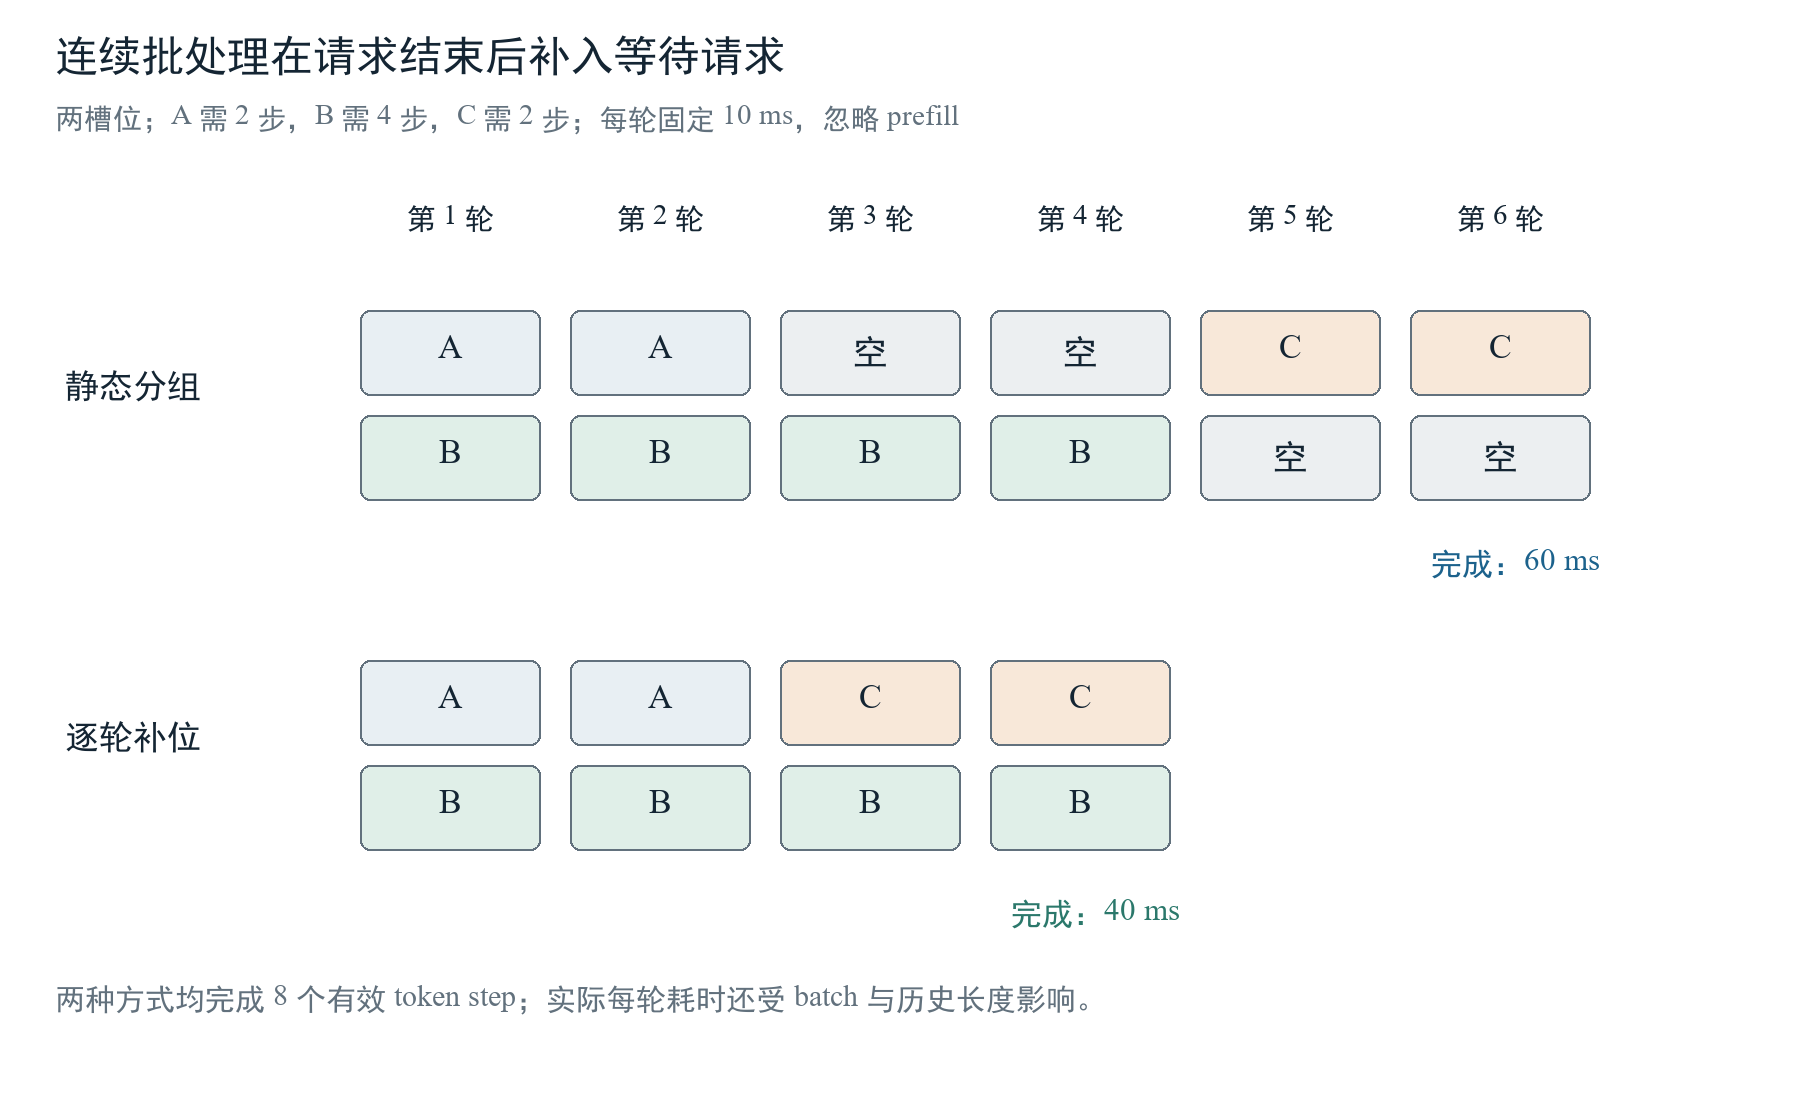 连续批处理在请求结束后补入等待请求
两槽位；A 需 2 步，B 需 4 步，C 需 2 步；每轮固定 10 ms，忽略 prefill
第 1 轮 第 2 轮 第 3 轮 第 4 轮 第 5 轮 第 6 轮
A A 空 空 C C
静态分组
B B B B 空 空
完成：60 ms
A A C C
逐轮补位
B B B B
完成：40 ms
两种方式均完成 8 个有效 token step；实际每轮耗时还受 batch 与历史长度影响。